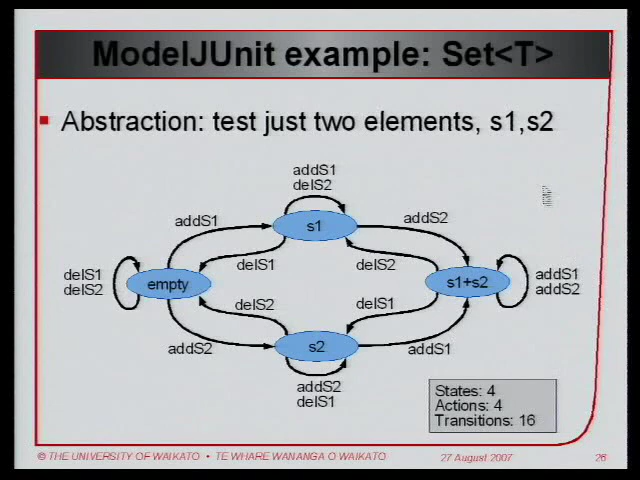 ModelJUnit example: Set<T>
Abstraction: test just two elements, s1,s2
addS1
delS2
addS1
s1
addS2
delS1
delS2
delS1
delS2
empty
s1+s2
addS1
addS2
delS2
delS1
addS2
s2
addS1
addS2
delS1
States: 4
Actions: 4
Transitions: 16
© THE UNIVERSITY OF WAIKATO • TE WHARE WANANGA O WAIKATO
27 August 2007
26